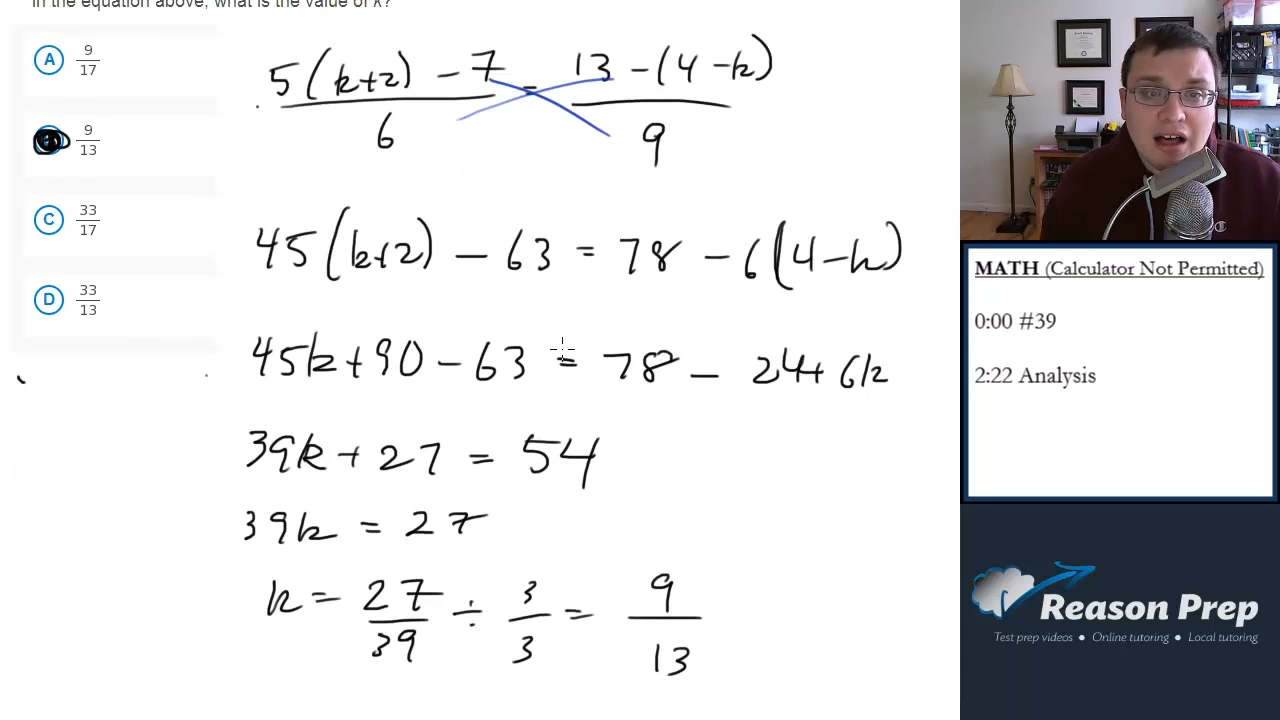 In the equation above, what is the value of k?
A 9/17
9/13
C 33/17
D 33/13
5(k+2) - 7 / 6 = 13 - (4 - k) / 9
45(k+2) - 63 = 78 - 6(4 - k)
45k + 90 - 63 = 78 - 24 + 6k
39k + 27 = 54
39k = 27
k = 27/39 ÷ 3/3 = 9/13
MATH (Calculator Not Permitted)
0:00 #39
2:22 Analysis
Reason Prep
Test prep videos • Online tutoring • Local tutoring